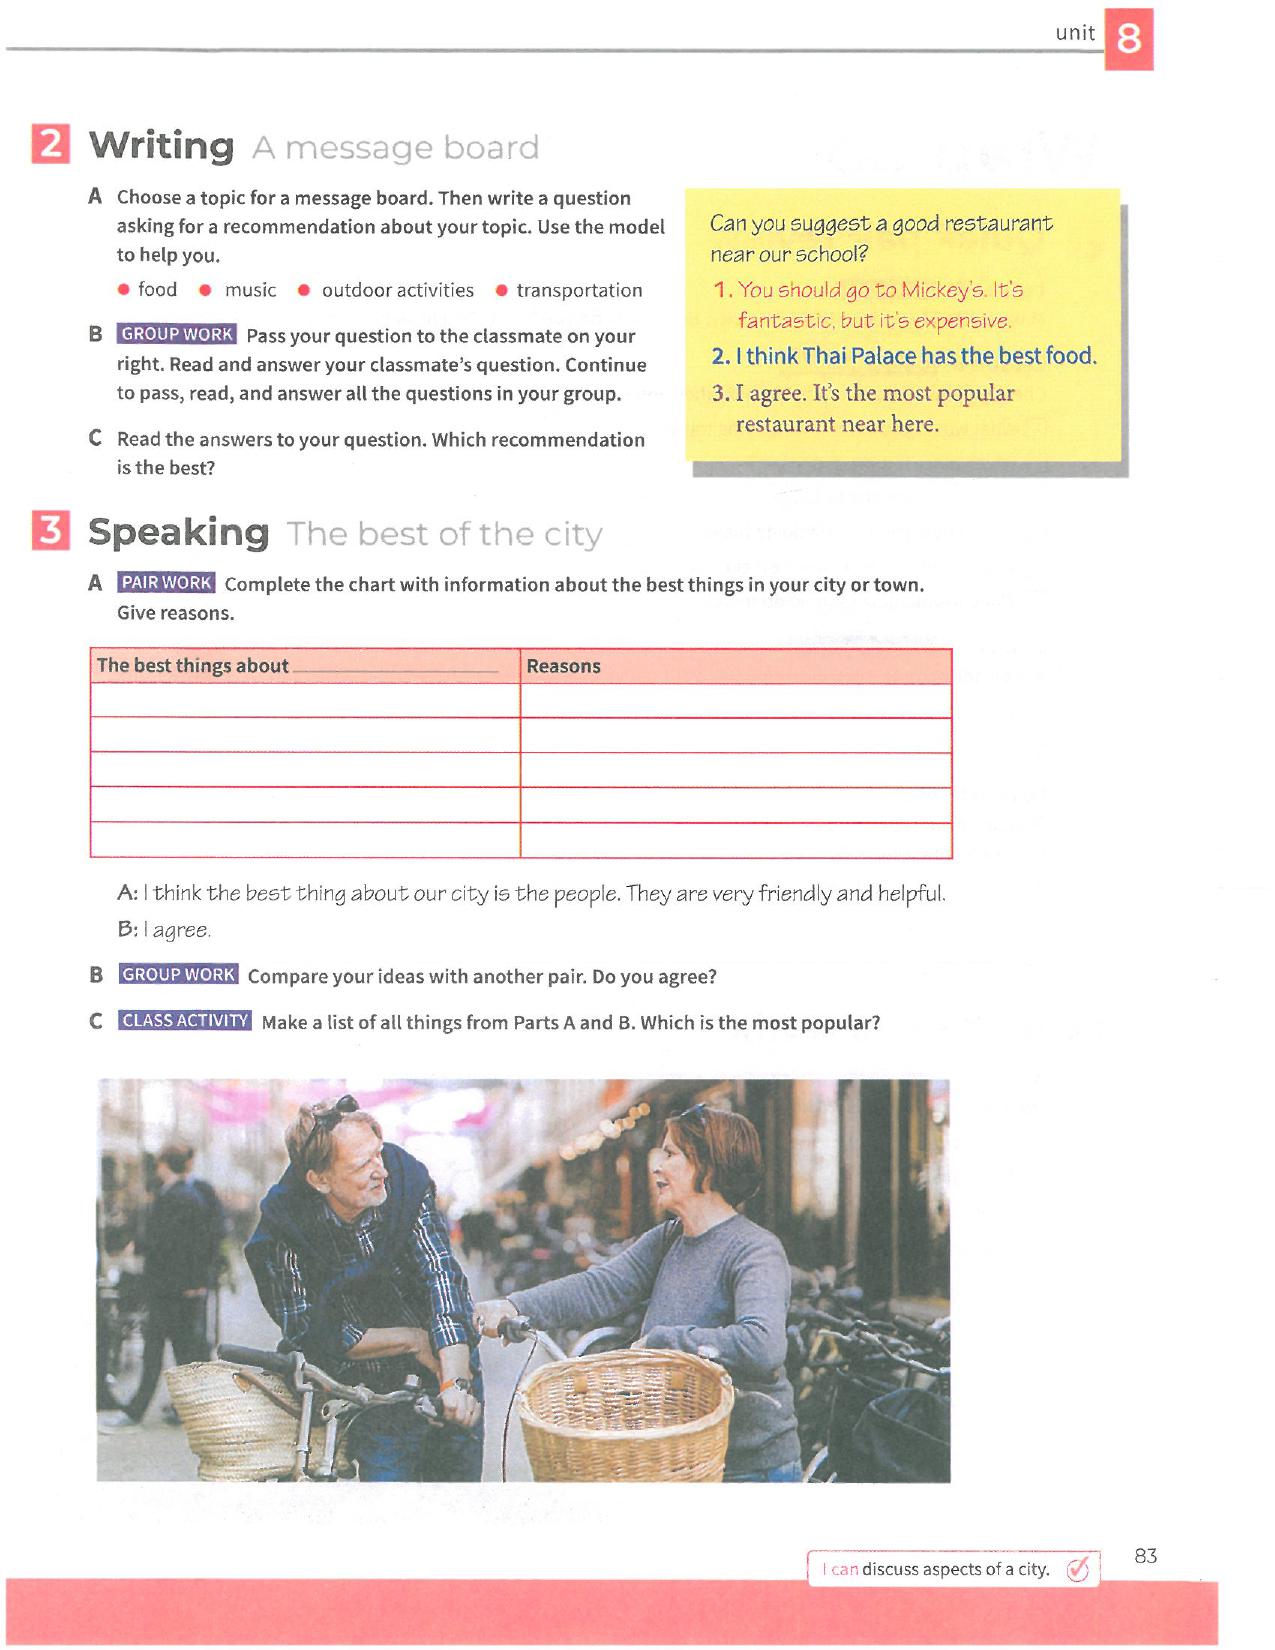 unit 8
2 Writing A message board
A Choose a topic for a message board. Then write a question
asking for a recommendation about your topic. Use the model
to help you.
• food • music • outdoor activities • transportation
B GROUP WORK Pass your question to the classmate on your
right. Read and answer your classmate's question. Continue
to pass, read, and answer all the questions in your group.
C Read the answers to your question. Which recommendation
is the best?
Can you suggest a good restaurant
near our school?
1. You should go to Mickey's. It's
fantastic, but it's expensive.
2. I think Thai Palace has the best food.
3. I agree. It's the most popular
restaurant near here.
3 Speaking The best of the city
A PAIR WORK Complete the chart with information about the best things in your city or town.
Give reasons.
The best things about ____________ Reasons
A: I think the best thing about our city is the people. They are very friendly and helpful.
B: I agree.
B GROUP WORK Compare your ideas with another pair. Do you agree?
C CLASS ACTIVITY Make a list of all things from Parts A and B. Which is the most popular?
I can discuss aspects of a city.
83